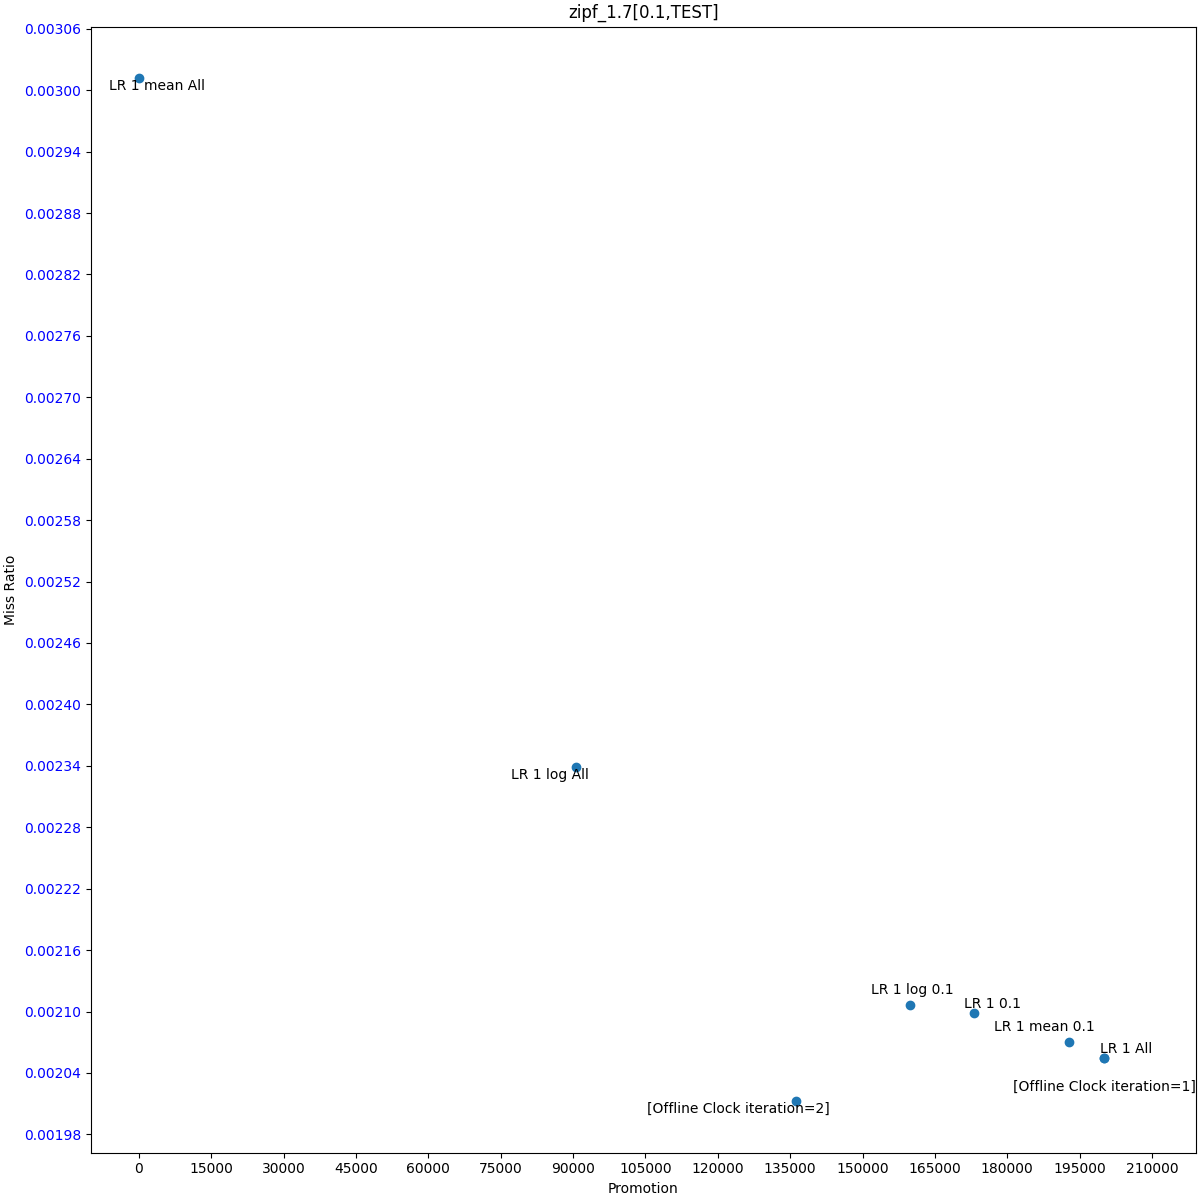 zipf_1.7[0.1,TEST]
0.00306
0.00300
0.00294
0.00288
0.00282
0.00276
0.00270
0.00264
0.00258
0.00252
0.00246
0.00240
0.00234
0.00228
0.00222
0.00216
0.00210
0.00204
0.00198
Miss Ratio
LR 1 mean All
LR 1 log All
LR 1 log 0.1
LR 1 0.1
LR 1 mean 0.1
LR 1 All
[Offline Clock iteration=1]
[Offline Clock iteration=2]
0 15000 30000 45000 60000 75000 90000 105000 120000 135000 150000 165000 180000 195000 210000
Promotion